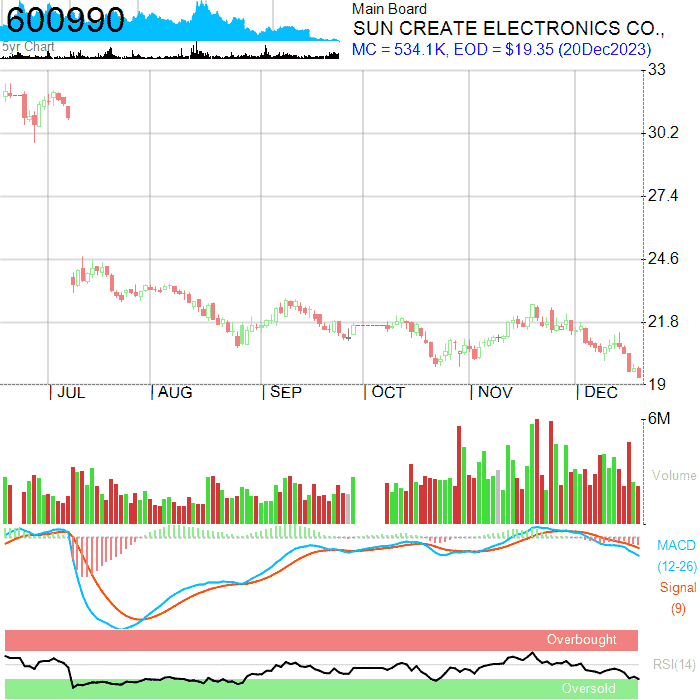 600990
5yr Chart
Main Board
SUN CREATE ELECTRONICS CO.,
MC = 534.1K, EOD = $19.35 (20Dec2023)
33
30.2
27.4
24.6
21.8
19
JUL AUG SEP OCT NOV DEC
6M
Volume
MACD
(12-26)
Signal
(9)
Overbought
RSI(14)
Oversold